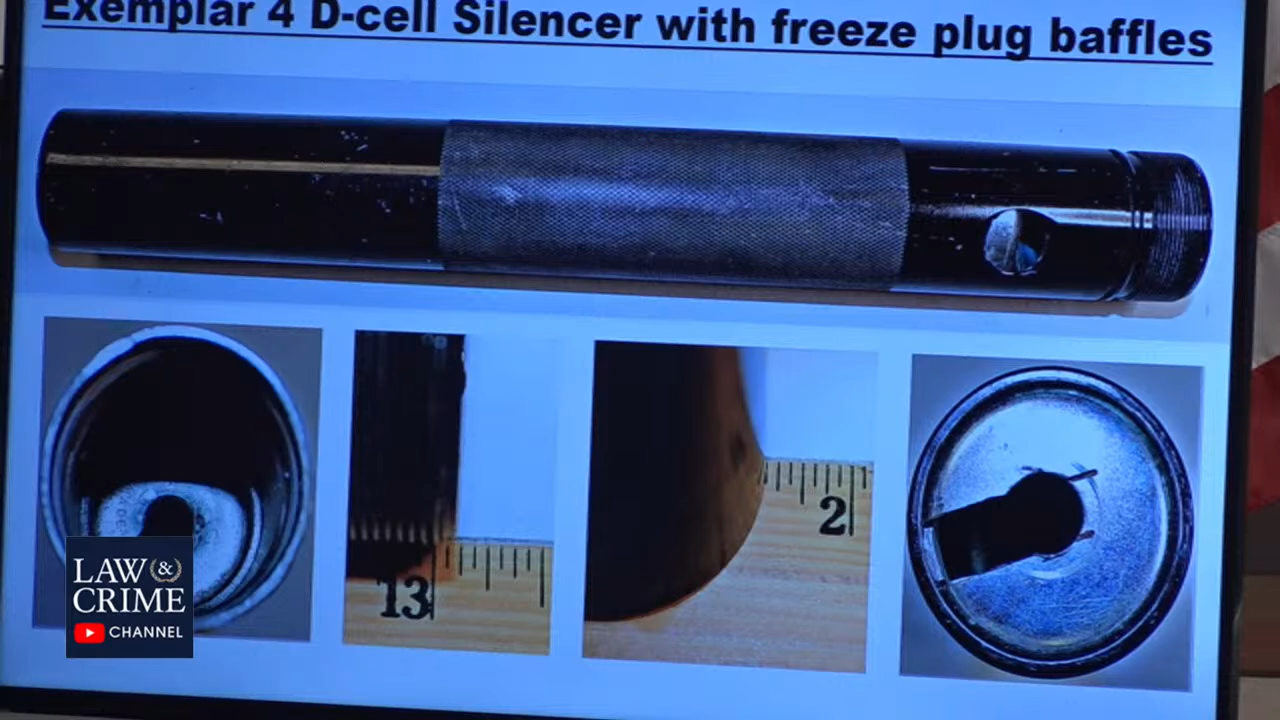 Exemplar 4 D-cell Silencer with freeze plug baffles
13
2
LAW & CRIME
CHANNEL